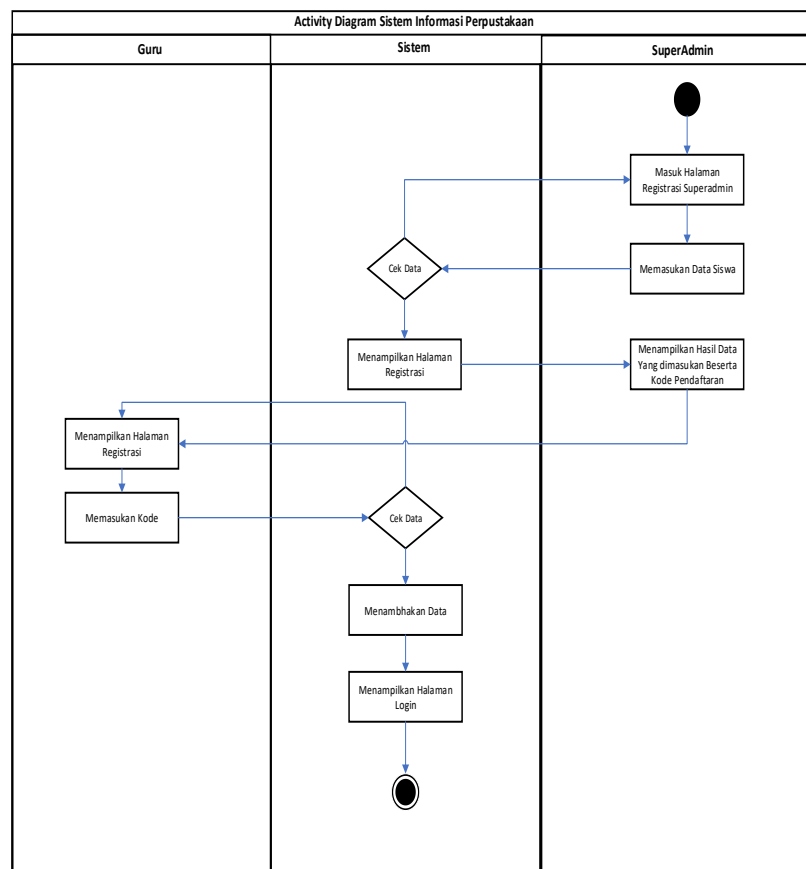 Activity Diagram Sistem Informasi Perpustakaan
Guru
Sistem
SuperAdmin
Masuk Halaman
Registrasi Superadmin
Cek Data
Memasukan Data Siswa
Menampilkan Halaman
Registrasi
Menampilkan Hasil Data
Yang dimasukan Beserta
Kode Pendaftaran
Menampilkan Halaman
Registrasi
Memasukan Kode
Cek Data
Menambhakan Data
Menampilkan Halaman
Login